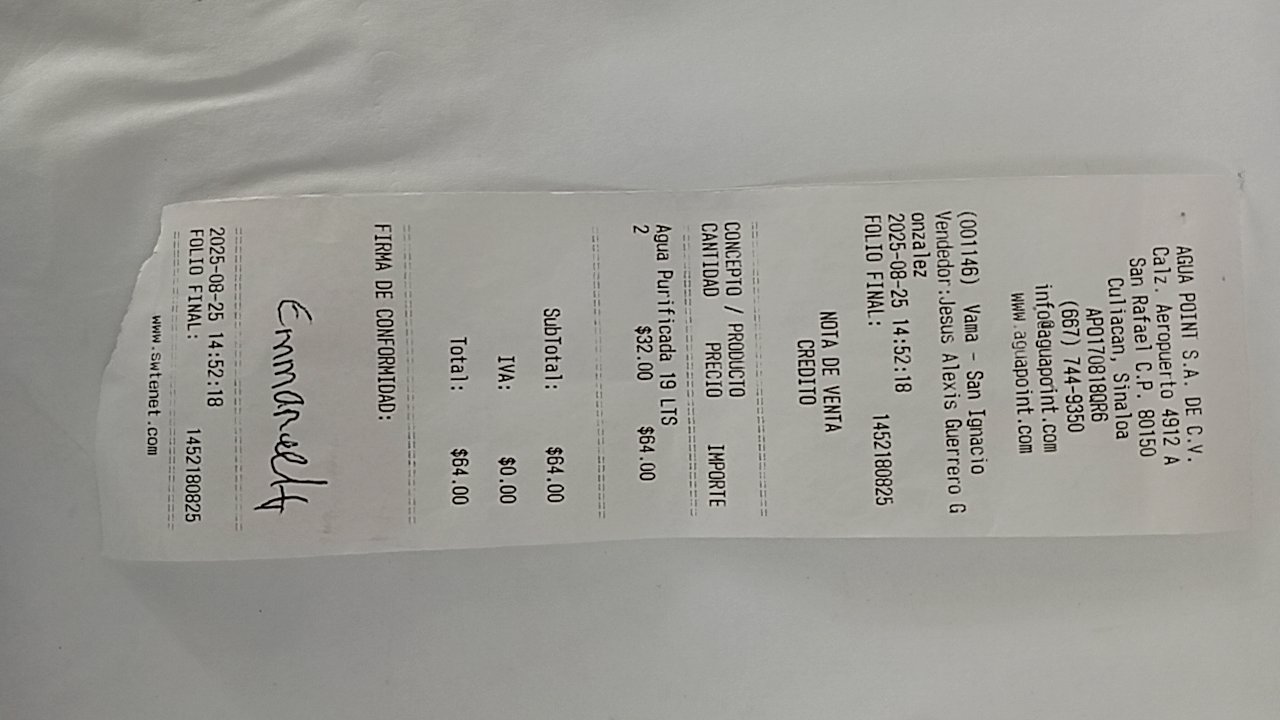 AGUA POINT S.A. DE C.V.
Calz. Aeropuerto 4912 A
San Rafael C.P. 80150
Culiacan, Sinaloa
APO170818QR6
(667) 744-9350
info@aguapoint.com
www.aguapoint.com
(001146) Vama - San Ignacio
Vendedor:Jesus Alexis Guerrero G
onzalez
2025-08-25 14:52:18
FOLIO FINAL: 1452180825
NOTA DE VENTA
CREDITO
CONCEPTO / PRODUCTO
CANTIDAD PRECIO IMPORTE
Agua Purificada 19 LTS
2 $32.00 $64.00
SubTotal: $64.00
IVA: $0.00
Total: $64.00
FIRMA DE CONFORMIDAD:
Emmanuel
2025-08-25 14:52:18
FOLIO FINAL: 1452180825
www.swtenet.com